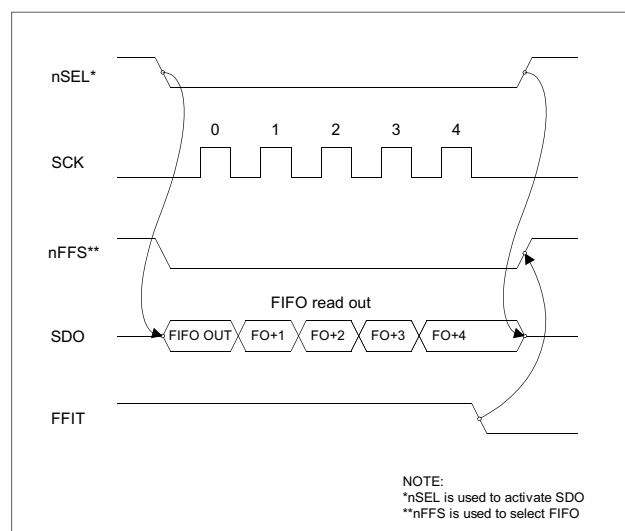 nSEL*
0 1 2 3 4
SCK
nFFS**
FIFO read out
SDO FIFO OUT FO+1 FO+2 FO+3 FO+4
FFIT
NOTE:
*nSEL is used to activate SDO
**nFFS is used to select FIFO